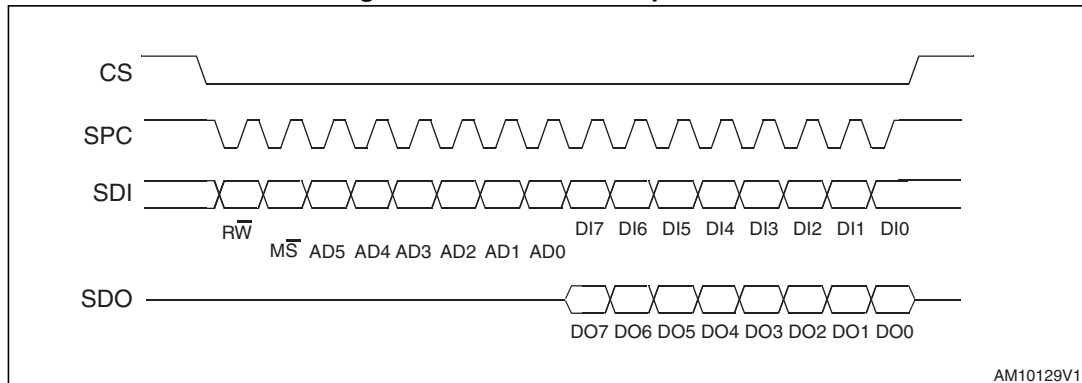 CS
SPC
SDI
RW̅
DI7 DI6 DI5 DI4 DI3 DI2 DI1 DI0
MS̅ AD5 AD4 AD3 AD2 AD1 AD0
SDO
DO7 DO6 DO5 DO4 DO3 DO2 DO1 DO0
AM10129V1